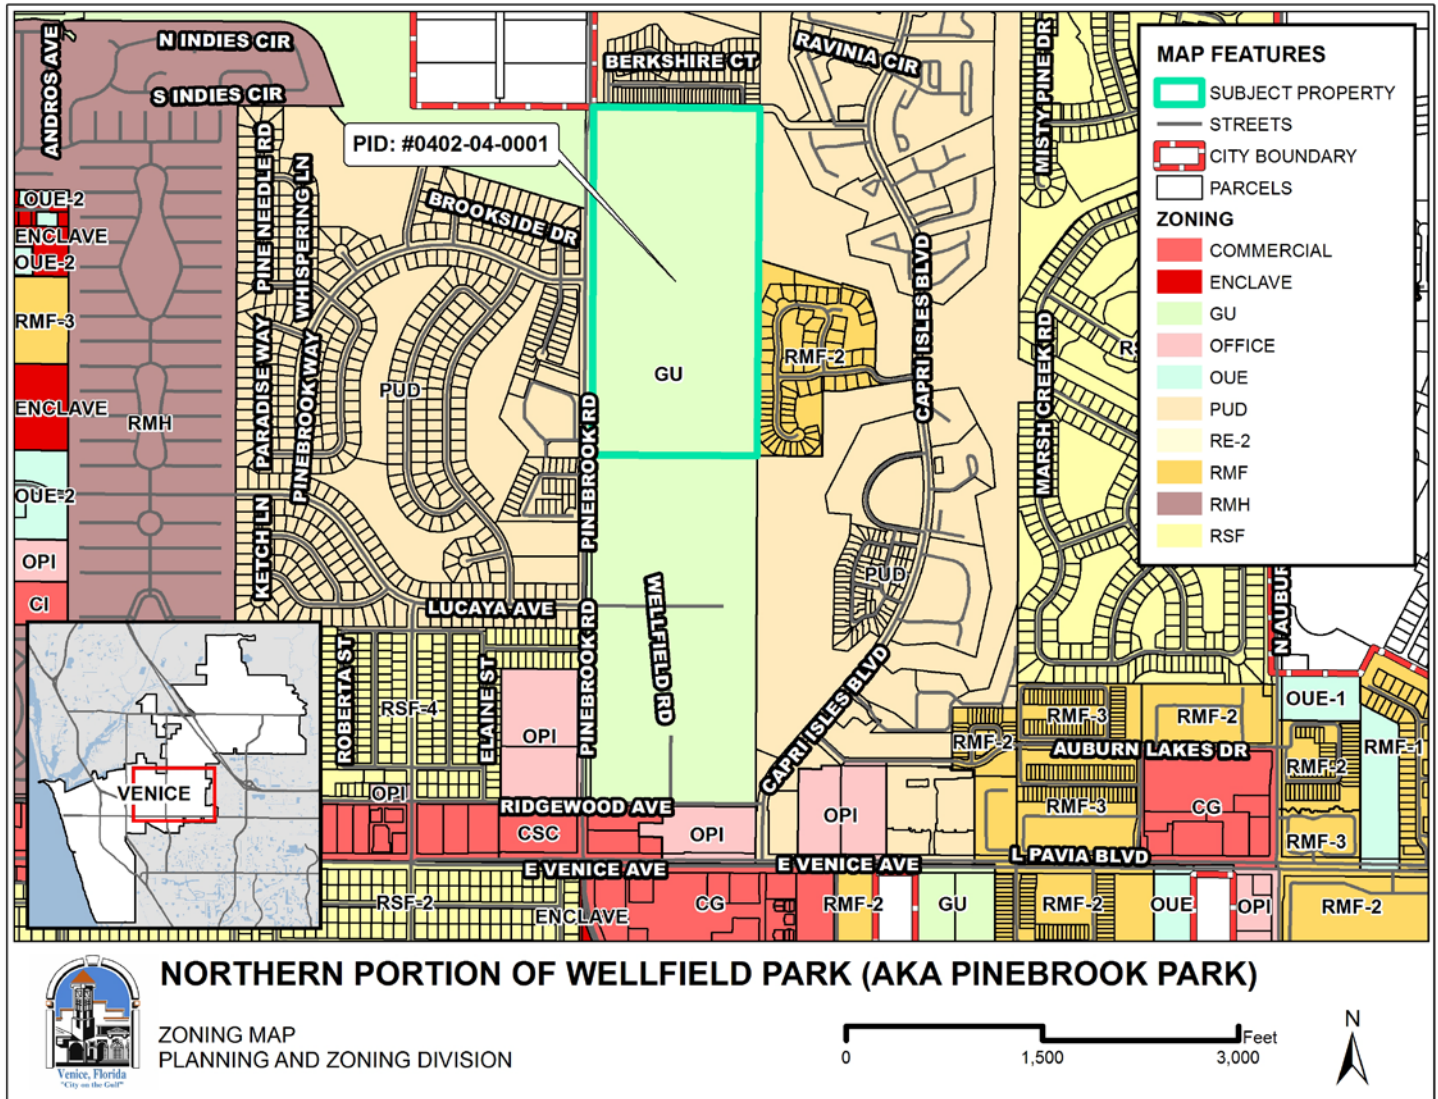 N INDIES CIR
S INDIES CIR
ANDROS AVE
BERKSHIRE CT
RAVINIA CIR
MISTY PINE DR
MAP FEATURES
SUBJECT PROPERTY
STREETS
CITY BOUNDARY
PARCELS
ZONING
COMMERCIAL
ENCLAVE
GU
OFFICE
OUE
PUD
RE-2
RMF
RMH
RSF
PID: #0402-04-0001
PINE NEEDLE RD
WHISPERING LN
BROOKSIDE DR
OUE-2
ENCLAVE
OUE-2
RMF-3
ENCLAVE
RMH
OUE-2
OPI
CI
PARADISE WAY
PINEBROOK WAY
PUD
KETCH LN
GU
RMF-2
CAPRI ISLES BLVD
MARSH CREEK RD
PINEBROOK RD
PUD
LUCAYA AVE
PINEBROOK RD
WELLFIELD RD
CAPRI ISLES BLVD
N AUBUR
ROBERTA ST
RSF-4
ELAINE ST
OPI
OPI
RIDGEWOOD AVE
CSC
OPI
OPI
RMF-2
RMF-3
RMF-2
AUBURN LAKES DR
RMF-3
CG
OUE-1
RMF-1
RMF-2
RMF-3
E VENICE AVE
E VENICE AVE
L PAVIA BLVD
RSF-2
ENCLAVE
CG
RMF-2
GU
RMF-2
OUE
OPI
RMF-2
VENICE
NORTHERN PORTION OF WELLFIELD PARK (AKA PINEBROOK PARK)
ZONING MAP
PLANNING AND ZONING DIVISION
Venice, Florida
"City on the Gulf"
Feet
0
1,500
3,000
N